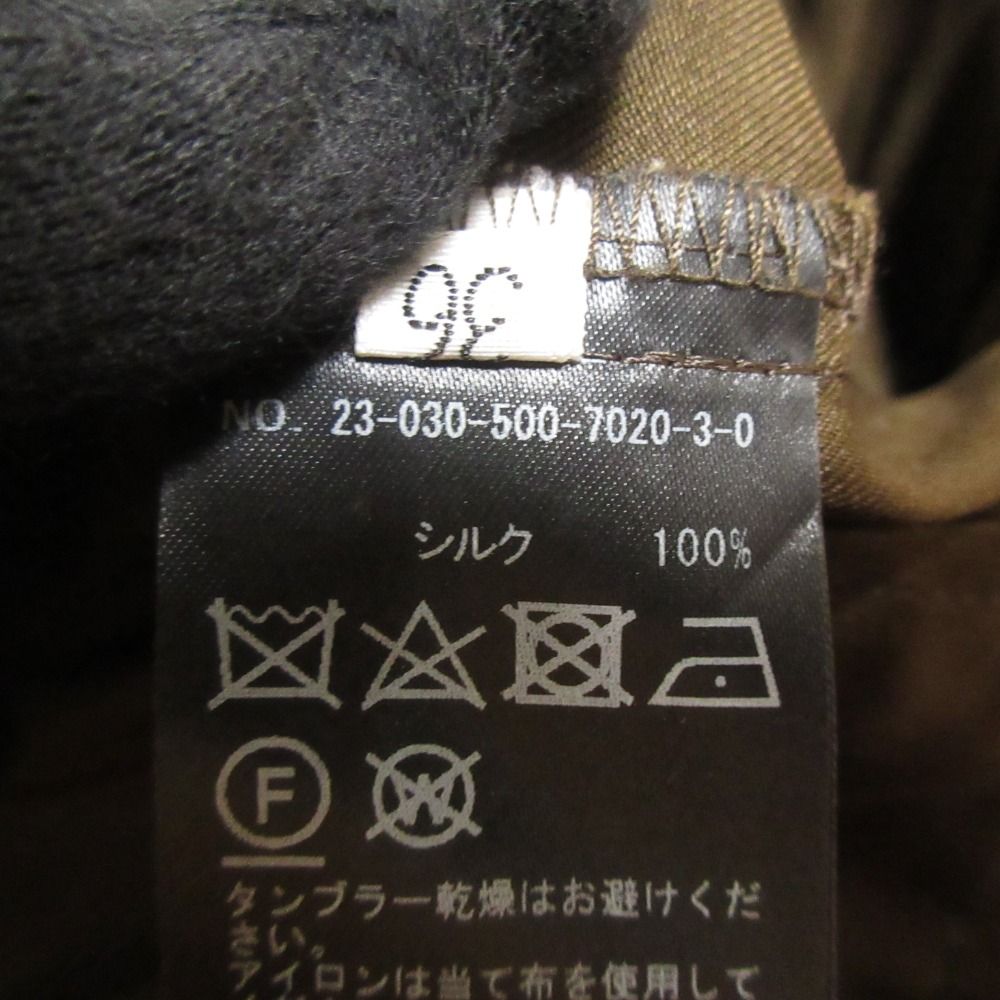 36
NO. 23-030-500-7020-3-0
シルク 100%
F
W
タンブラー乾燥はお避けくだ
さい。
アイロンは当て布を使用して